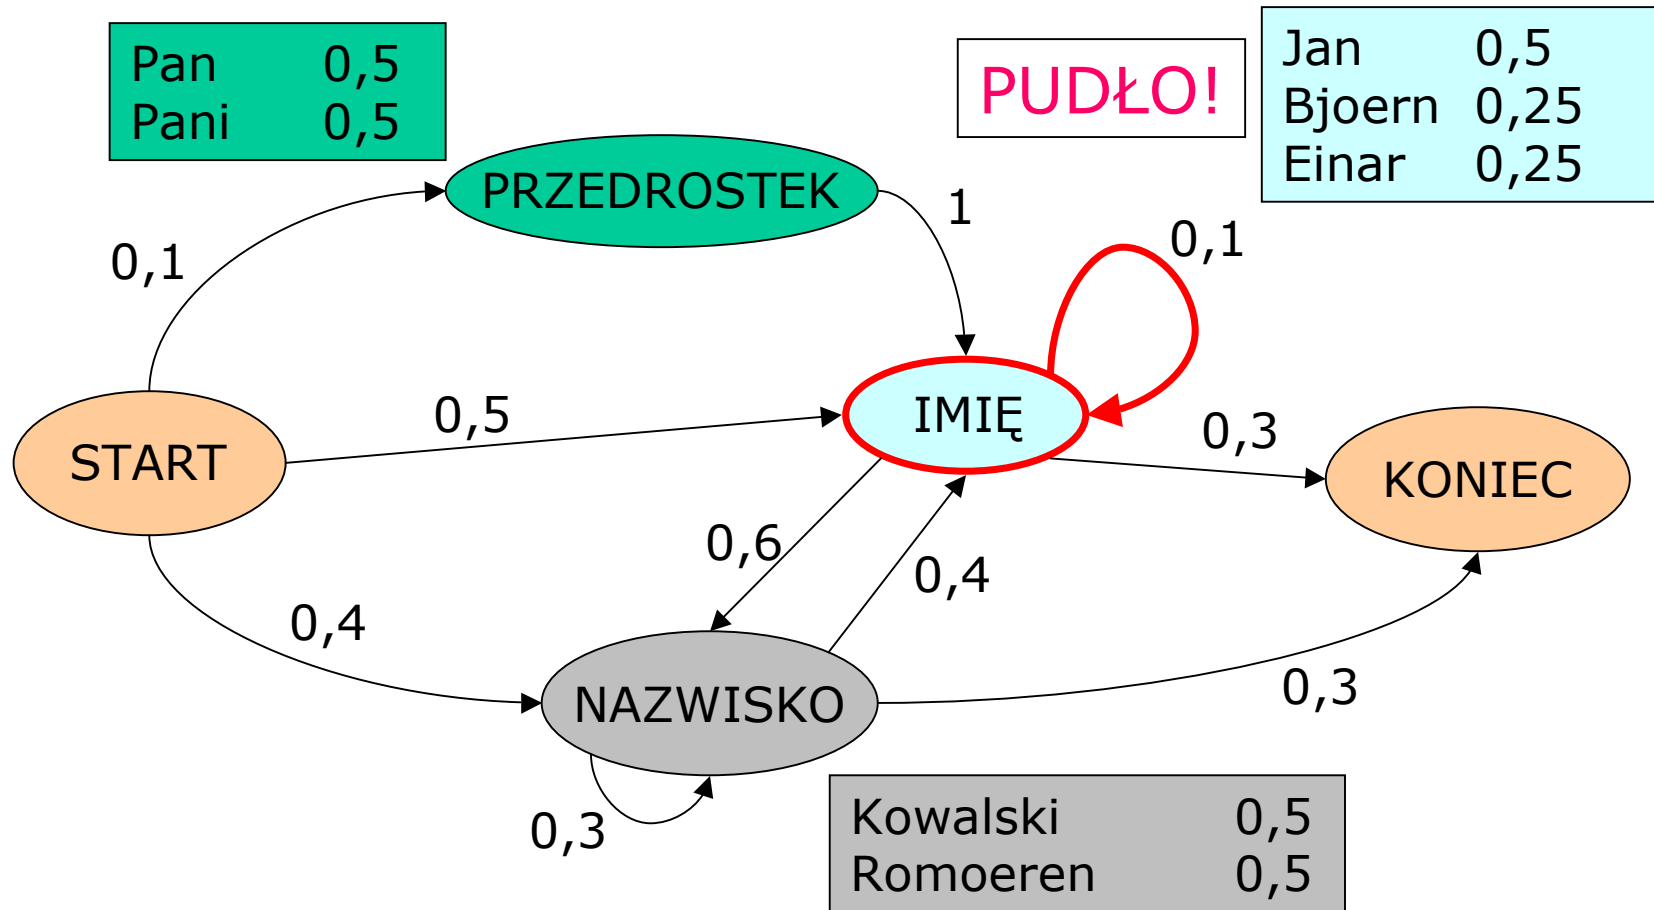 Pan 0,5
Pani 0,5
PUDŁO!
Jan 0,5
Bjoern 0,25
Einar 0,25
PRZEDROSTEK
1
0,1
0,1
0,5
IMIĘ
0,3
START
KONIEC
0,6
0,4
0,4
NAZWISKO
0,3
0,3
Kowalski 0,5
Romoeren 0,5